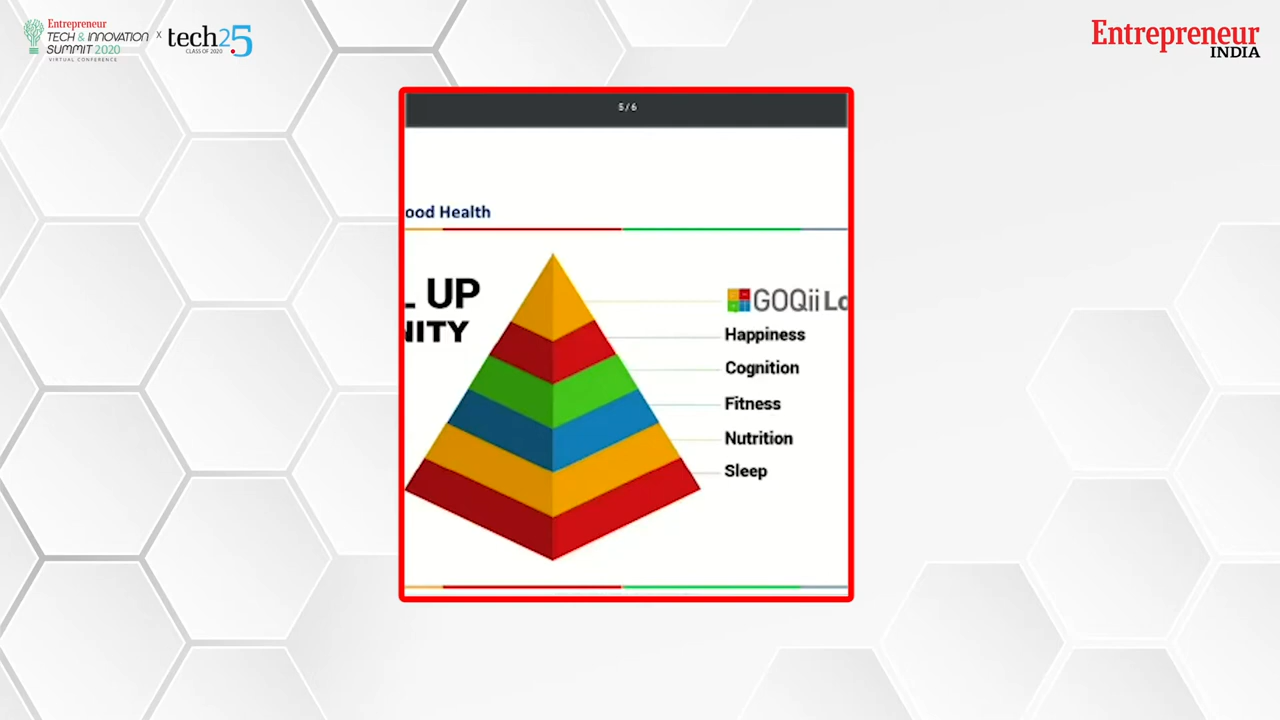 Entrepreneur
TECH & INNOVATION
SUMMIT 2020
VIRTUAL CONFERENCE
x
tech25
CLASS OF 2020
Entrepreneur
INDIA
5 / 6
ood Health
L UP
NITY
GOQii Lo
Happiness
Cognition
Fitness
Nutrition
Sleep